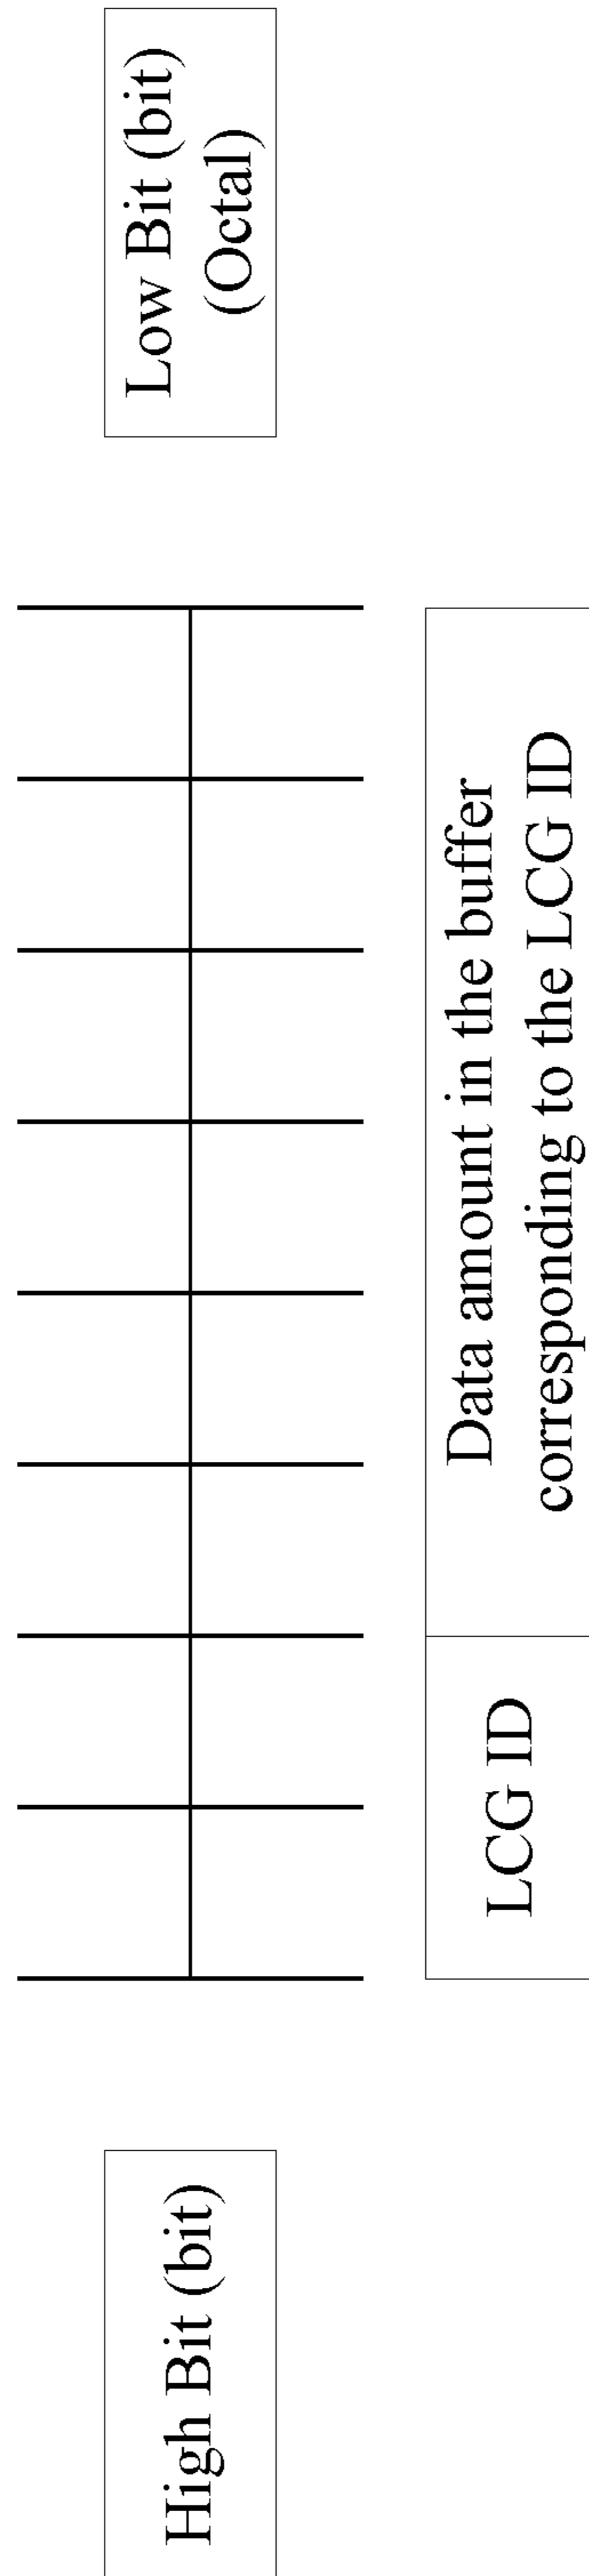 High Bit (bit)
Low Bit (bit)
(Octal)
LCG ID
Data amount in the buffer
corresponding to the LCG ID